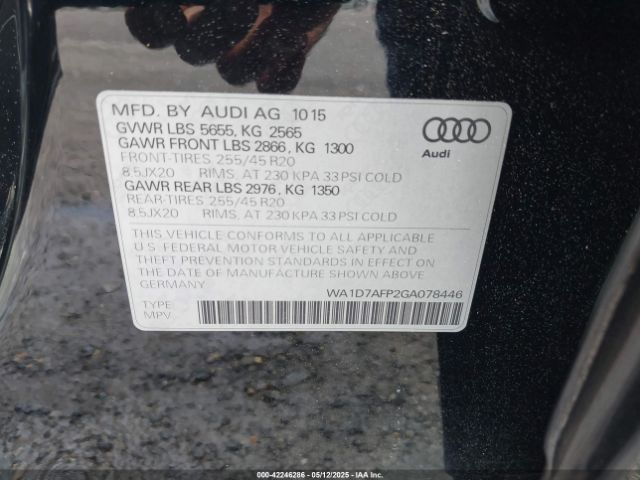 MFD. BY AUDI AG 10 15
GVWR LBS 5655, KG 2565
GAWR FRONT LBS 2866, KG 1300
FRONT-TIRES 255/45 R20
8.5JX20 RIMS, AT 230 KPA 33 PSI COLD
GAWR REAR LBS 2976, KG 1350
REAR-TIRES 255/45 R20
8.5JX20 RIMS, AT 230 KPA 33 PSI COLD
Audi
THIS VEHICLE CONFORMS TO ALL APPLICABLE
U.S. FEDERAL MOTOR VEHICLE SAFETY AND
THEFT PREVENTION STANDARDS IN EFFECT ON
THE DATE OF MANUFACTURE SHOWN ABOVE.
WA1D7AFP2GA078446
TYPE:
MPV
000-42246286 - 05/12/2025 - IAAI.com